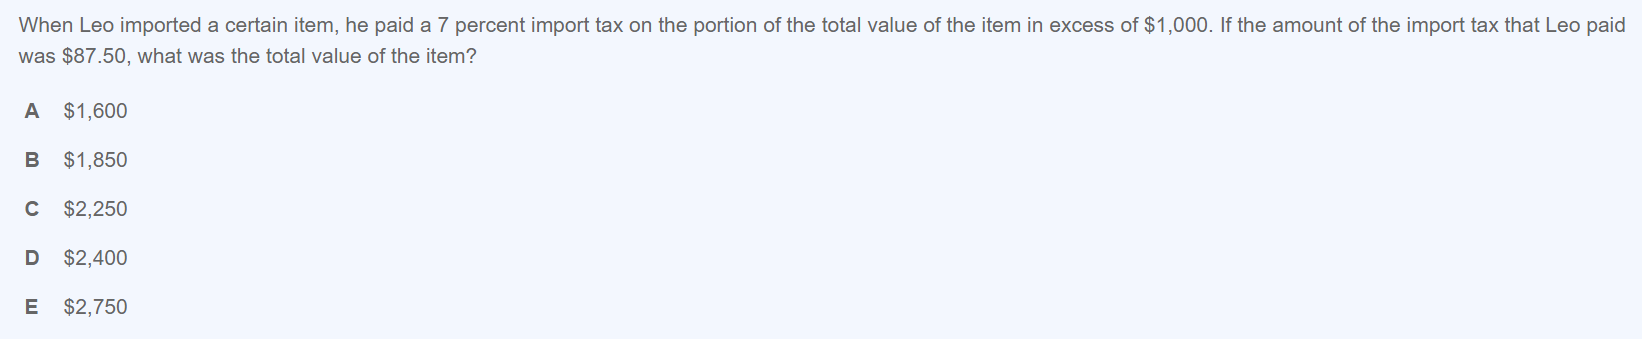 When Leo imported a certain item, he paid a 7 percent import tax on the portion of the total value of the item in excess of $1,000. If the amount of the import tax that Leo paid
was $87.50, what was the total value of the item?
A $1,600
B $1,850
C $2,250
D $2,400
E $2,750